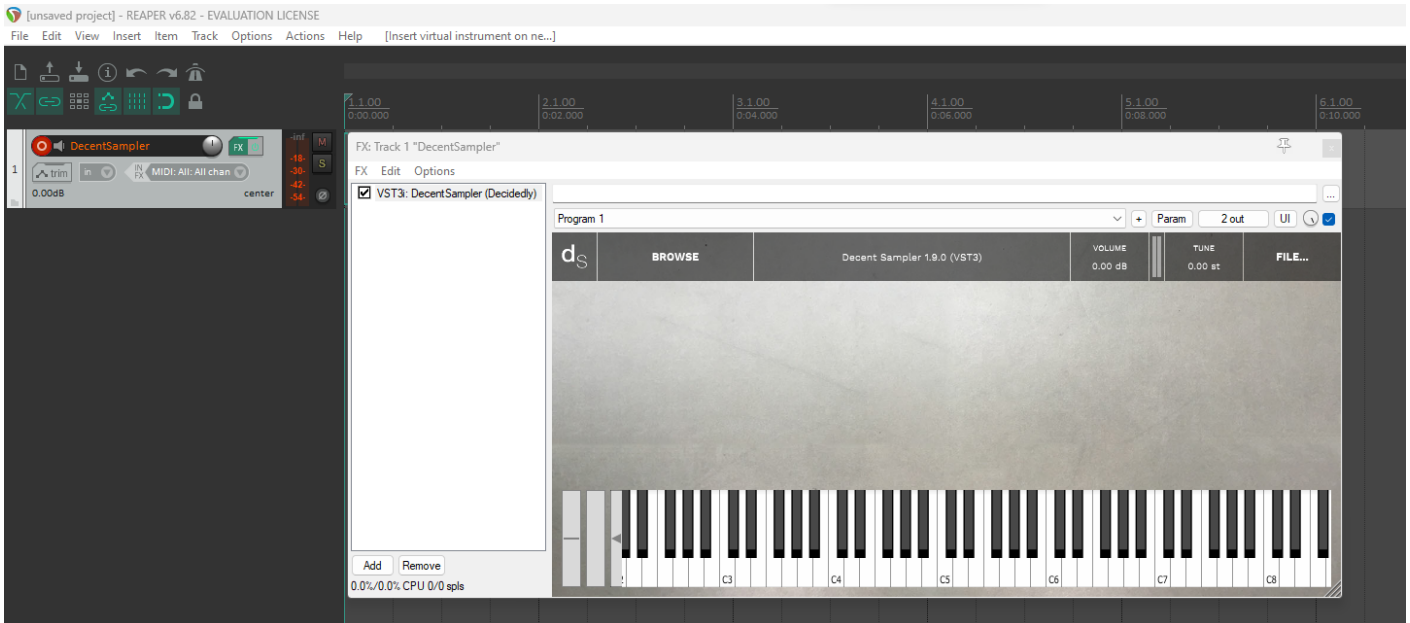 [unsaved project] - REAPER v6.82 - EVALUATION LICENSE
File Edit View Insert Item Track Options Actions Help [Insert virtual instrument on ne...]
1.1.00 2.1.00 3.1.00 4.1.00 5.1.00 6.1.00
0:00.000 0:02.000 0:04.000 0:06.000 0:08.000 0:10.000
DecentSampler FX
-inf M
1 trim in IN FX MIDI: All: All chan
-18-
-30- S
-42-
-54-
0.00dB center
FX: Track 1 "DecentSampler"
FX Edit Options
VST3i: DecentSampler (Decidedly)
...
Program 1 + Param 2 out UI
dS BROWSE Decent Sampler 1.9.0 (VST3) VOLUME TUNE FILE...
0.00 dB 0.00 st
C3 C4 C5 C6 C7 C8
Add Remove
0.0%/0.0% CPU 0/0 spls